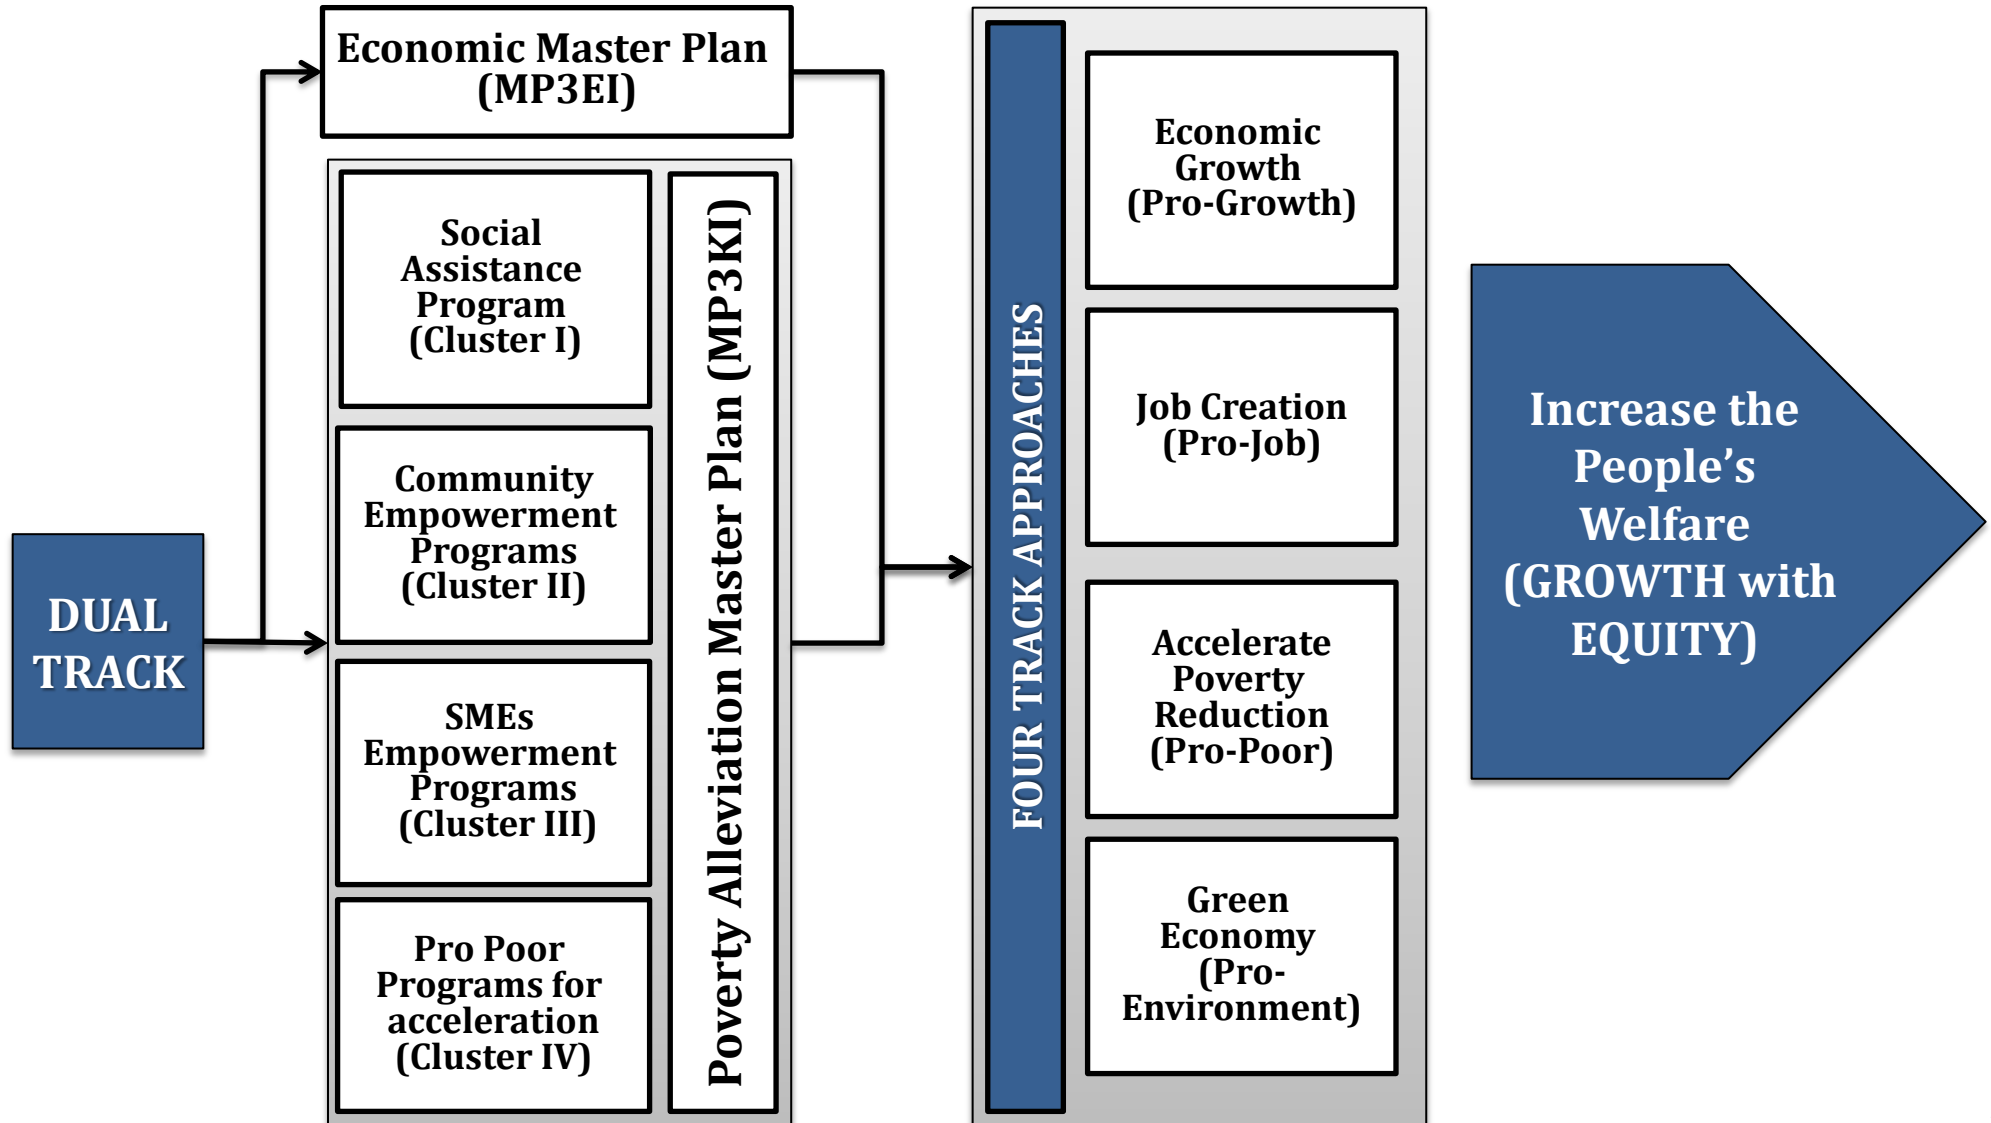 DUAL
TRACK
Economic Master Plan
(MP3EI)
Social
Assistance
Program
(Cluster I)
Community
Empowerment
Programs
(Cluster II)
SMEs
Empowerment
Programs
(Cluster III)
Pro Poor
Programs for
acceleration
(Cluster IV)
Poverty Alleviation Master Plan (MP3KI)
FOUR TRACK APPROACHES
Economic
Growth
(Pro-Growth)
Job Creation
(Pro-Job)
Accelerate
Poverty
Reduction
(Pro-Poor)
Green
Economy
(Pro-
Environment)
Increase the
People’s
Welfare
(GROWTH with
EQUITY)